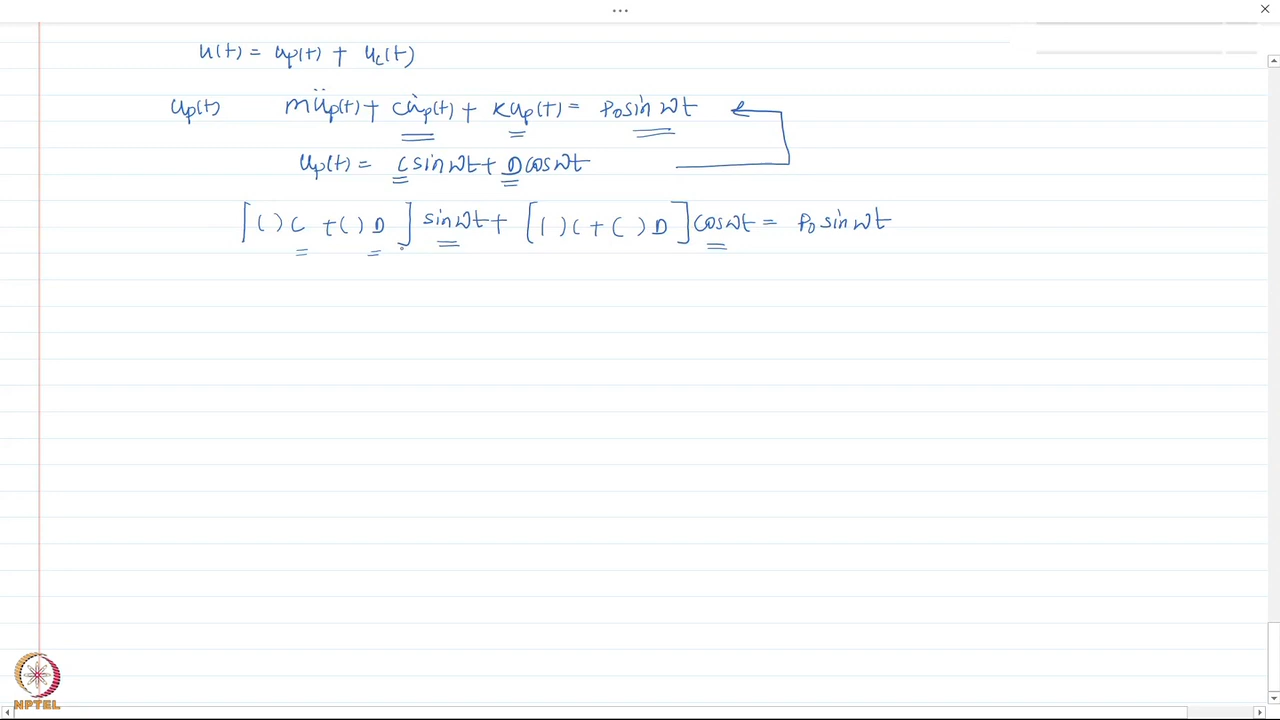 u(t) = up(t) + uc(t)
up(t) müp(t) + cu̇p(t) + kup(t) = P0 sin ωt
up(t) = C sin ωt + D cos ωt
[( ) C + ( ) D ] sin ωt + [( ) C + ( ) D ] cos ωt = P0 sin ωt
NPTEL